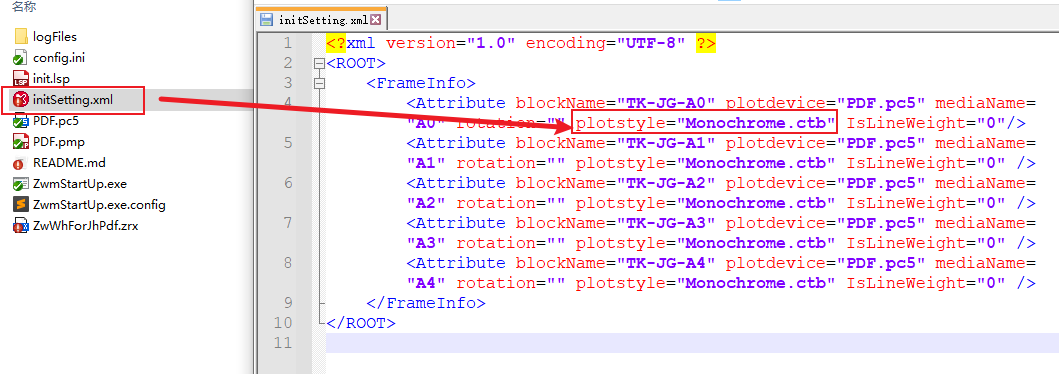 名称
logFiles
config.ini
init.lsp
initSetting.xml
PDF.pc5
PDF.pmp
README.md
ZwmStartUp.exe
ZwmStartUp.exe.config
ZwWhForJhPdf.zrx
initSetting.xml
1 <?xml version="1.0" encoding="UTF-8" ?>
2 <ROOT>
3 <FrameInfo>
4 <Attribute blockName="TK-JG-A0" plotdevice="PDF.pc5" mediaName=
"A0" rotation="" plotstyle="Monochrome.ctb" IsLineWeight="0"/>
5 <Attribute blockName="TK-JG-A1" plotdevice="PDF.pc5" mediaName=
"A1" rotation="" plotstyle="Monochrome.ctb" IsLineWeight="0" />
6 <Attribute blockName="TK-JG-A2" plotdevice="PDF.pc5" mediaName=
"A2" rotation="" plotstyle="Monochrome.ctb" IsLineWeight="0" />
7 <Attribute blockName="TK-JG-A3" plotdevice="PDF.pc5" mediaName=
"A3" rotation="" plotstyle="Monochrome.ctb" IsLineWeight="0" />
8 <Attribute blockName="TK-JG-A4" plotdevice="PDF.pc5" mediaName=
"A4" rotation="" plotstyle="Monochrome.ctb" IsLineWeight="0" />
9 </FrameInfo>
10 </ROOT>
11